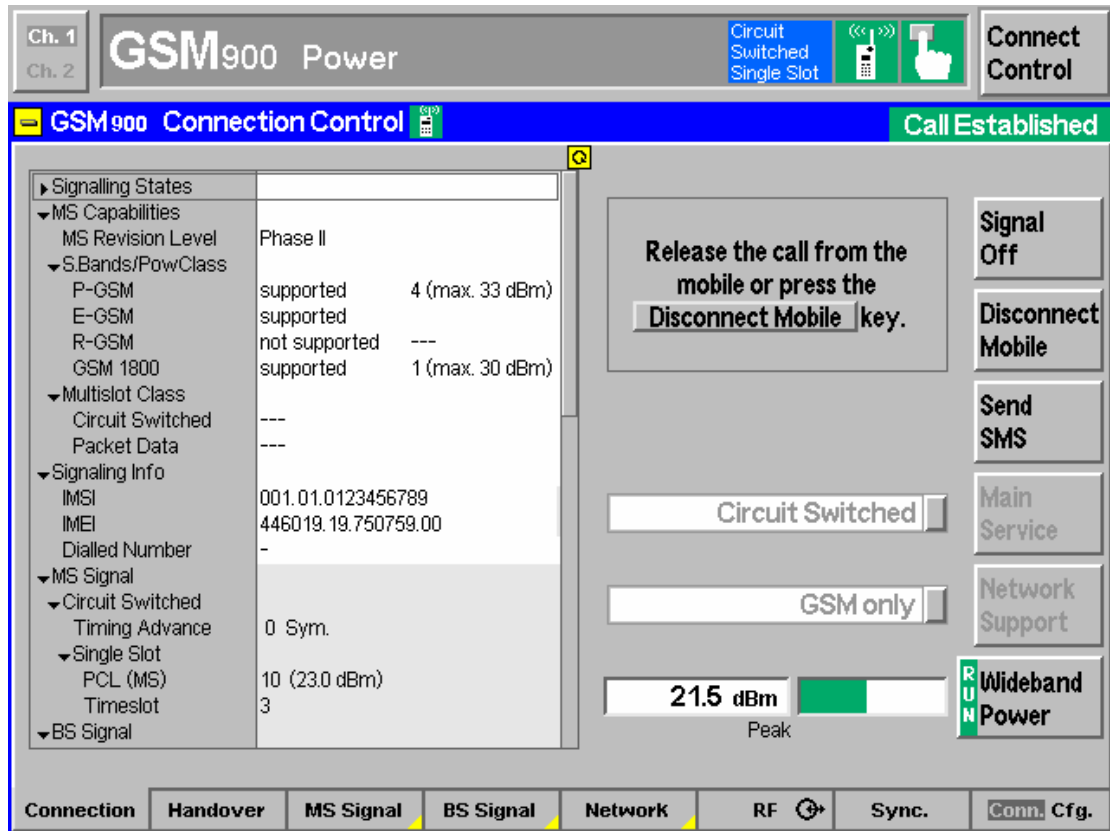 Ch. 1
Ch. 2
GSM900 Power
Circuit
Switched
Single Slot
Connect
Control
GSM 900 Connection Control
Call Established
Signalling States
MS Capabilities
MS Revision Level Phase II
S.Bands/PowClass
P-GSM supported 4 (max. 33 dBm)
E-GSM supported
R-GSM not supported ---
GSM 1800 supported 1 (max. 30 dBm)
Multislot Class
Circuit Switched ---
Packet Data ---
Signaling Info
IMSI 001.01.0123456789
IMEI 446019.19.750759.00
Dialled Number -
MS Signal
Circuit Switched
Timing Advance 0 Sym.
Single Slot
PCL (MS) 10 (23.0 dBm)
Timeslot 3
BS Signal
Release the call from the
mobile or press the
Disconnect Mobile key.
Circuit Switched
GSM only
21.5 dBm
Peak
Signal
Off
Disconnect
Mobile
Send
SMS
Main
Service
Network
Support
RUN
Wideband
Power
Connection Handover MS Signal BS Signal Network RF Sync. Conn. Cfg.